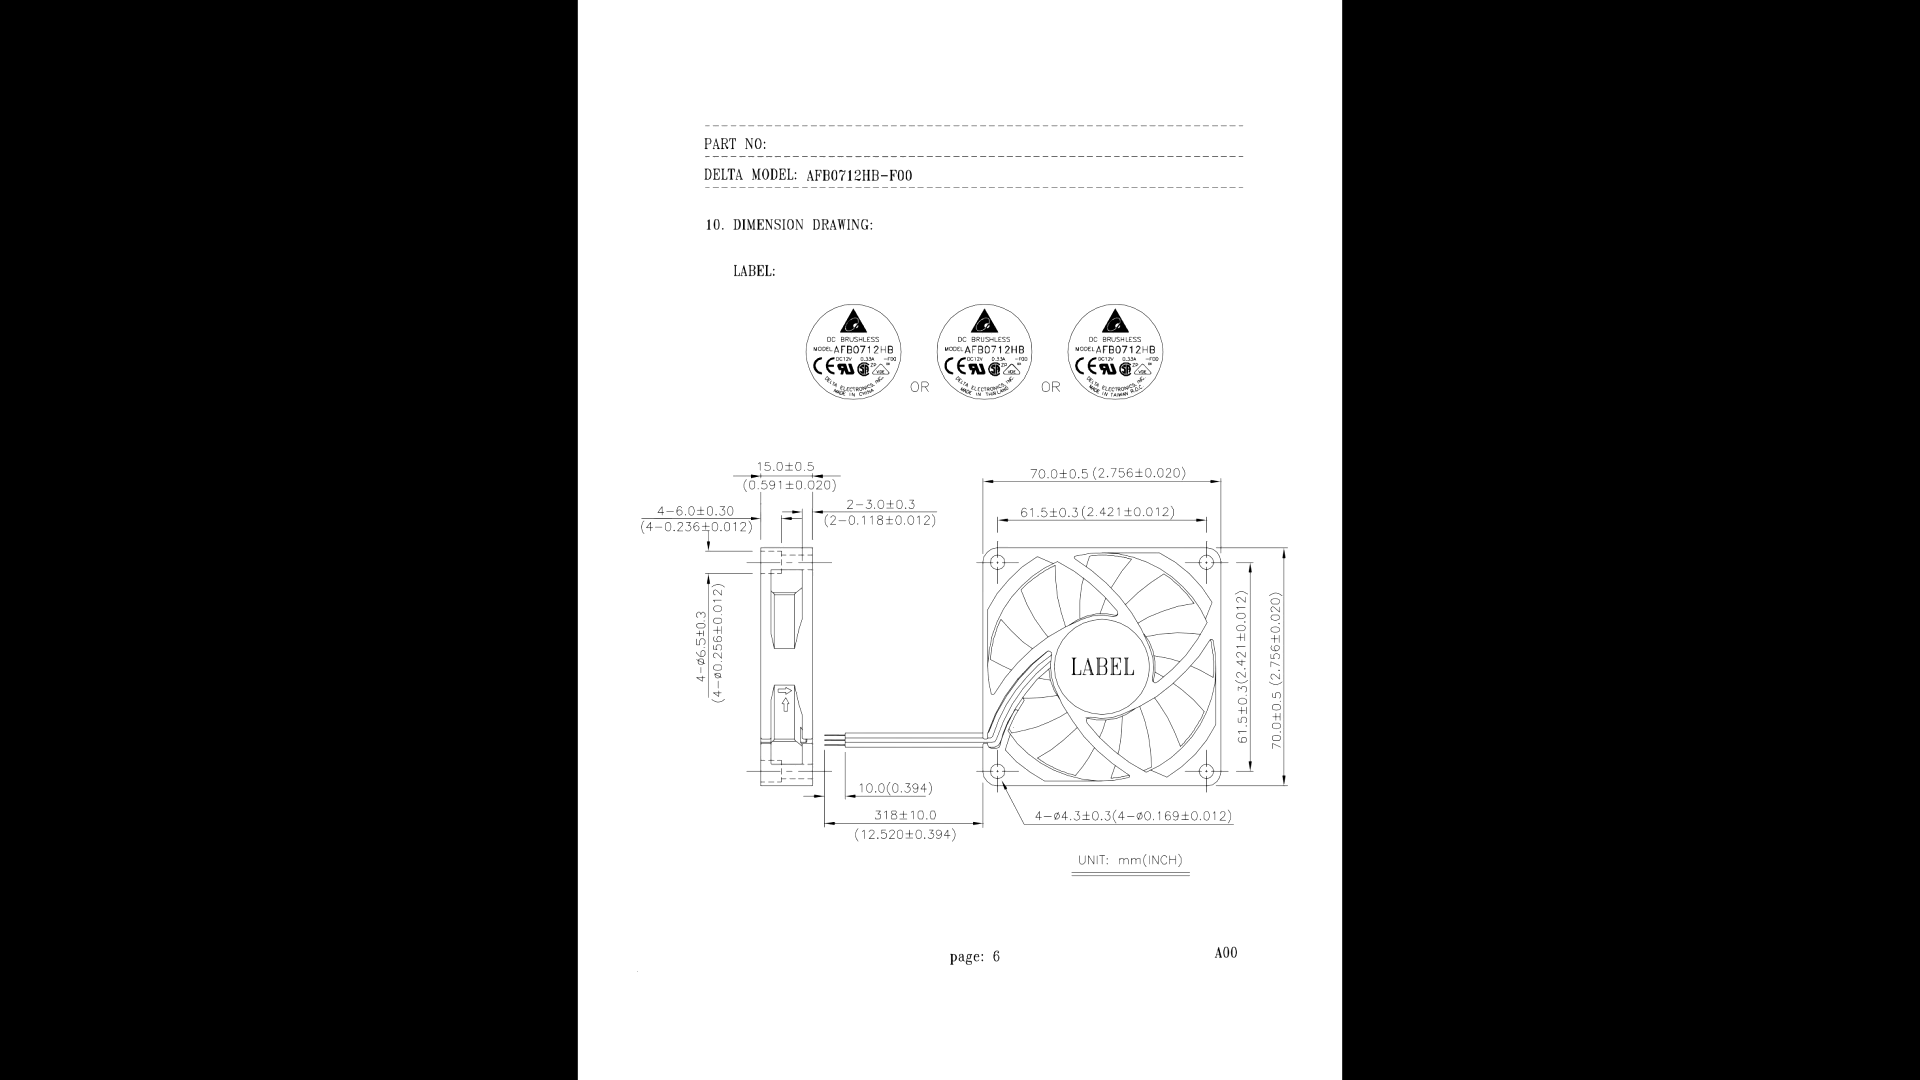 PART NO:
DELTA MODEL: AFB0712HB-F00
10. DIMENSION DRAWING:
LABEL:
DC BRUSHLESS
MODEL AFB0712HB
DC12V 0.33A -F00
DELTA ELECTRONICS INC.
MADE IN CHINA
OR
DC BRUSHLESS
MODEL AFB0712HB
DC12V 0.33A -F00
DELTA ELECTRONICS INC.
MADE IN THAILAND
OR
DC BRUSHLESS
MODEL AFB0712HB
DC12V 0.33A -F00
DELTA ELECTRONICS INC.
MADE IN TAIWAN R.O.C
15.0±0.5
(0.591±0.020)
4-6.0±0.30
(4-0.236±0.012)
2-3.0±0.3
(2-0.118±0.012)
70.0±0.5 (2.756±0.020)
61.5±0.3(2.421±0.012)
4-ø6.5±0.3
(4-ø0.256±0.012)
LABEL
61.5±0.3(2.421±0.012)
70.0±0.5 (2.756±0.020)
10.0(0.394)
318±10.0
(12.520±0.394)
4-ø4.3±0.3(4-ø0.169±0.012)
UNIT: mm(INCH)
page: 6
A00